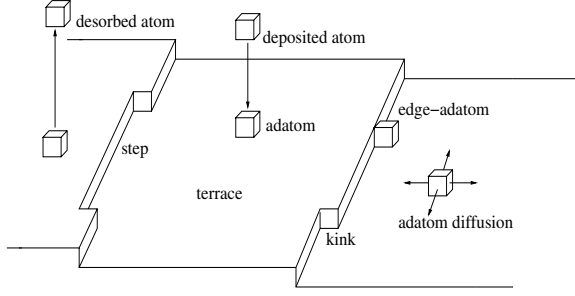 desorbed atom
deposited atom
edge-adatom
adatom
step
terrace
adatom diffusion
kink